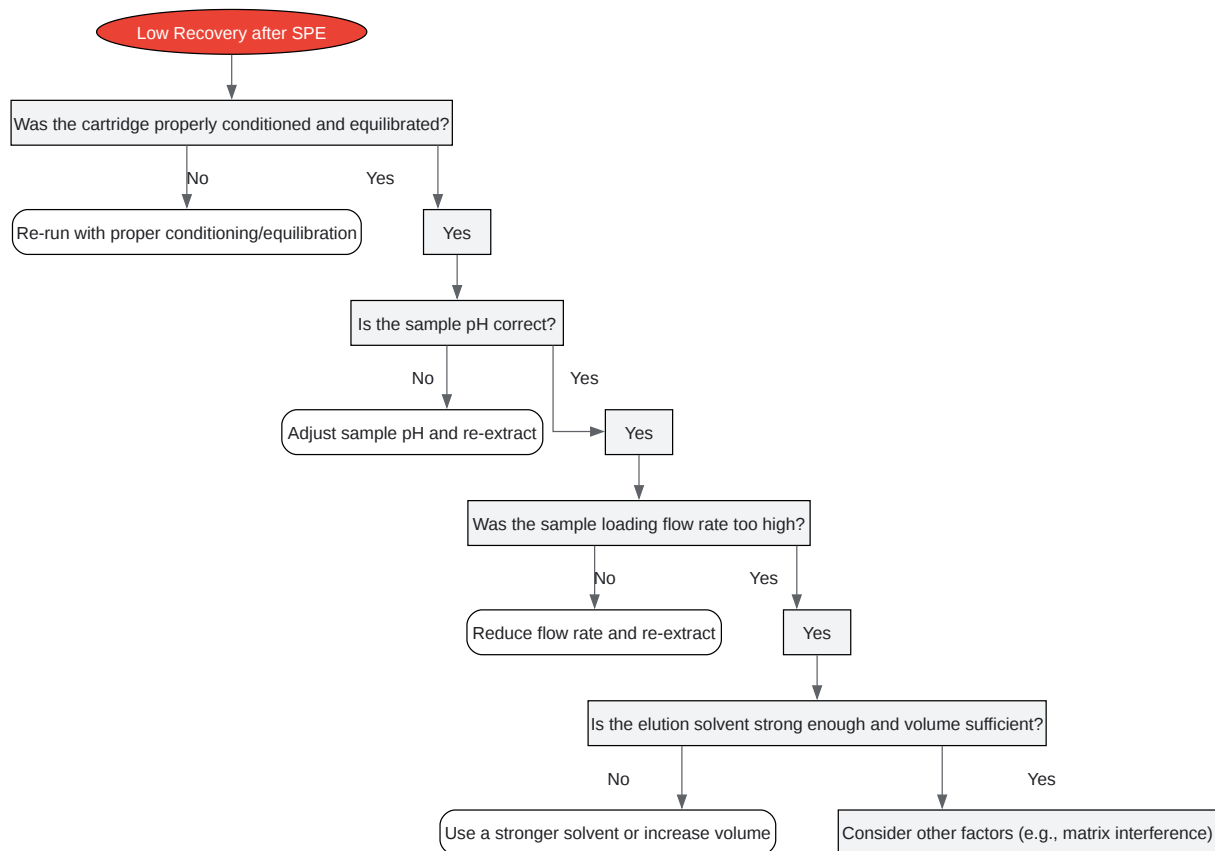 Low Recovery after SPE
Was the cartridge properly conditioned and equilibrated?
No
Yes
Re-run with proper conditioning/equilibration
Yes
Is the sample pH correct?
No
Yes
Adjust sample pH and re-extract
Yes
Was the sample loading flow rate too high?
No
Yes
Reduce flow rate and re-extract
Yes
Is the elution solvent strong enough and volume sufficient?
No
Yes
Use a stronger solvent or increase volume
Consider other factors (e.g., matrix interference)